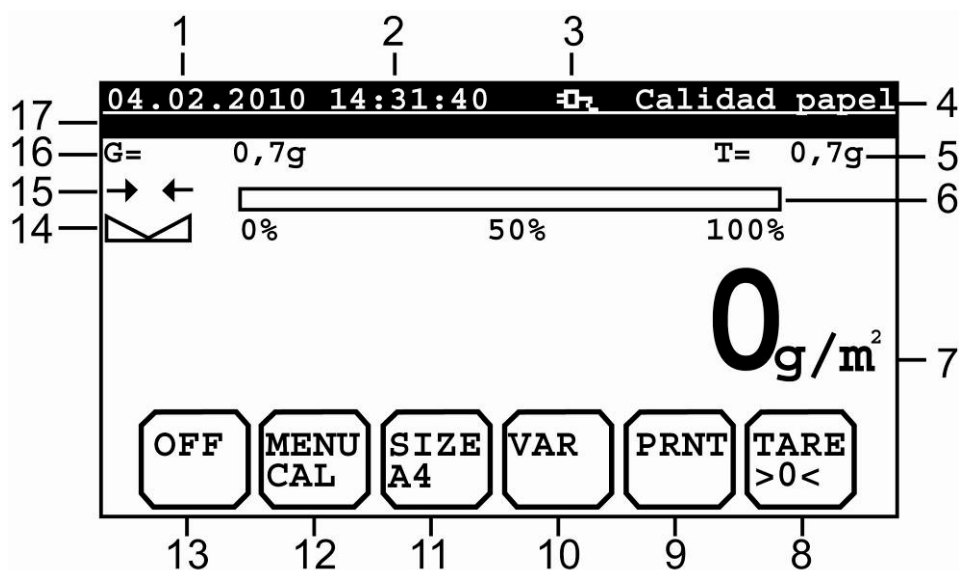 1 2 3
04.02.2010 14:31:40 Calidad papel 4
17
16 G= 0,7g T= 0,7g 5
15 6
14 0% 50% 100%
0g/m² 7
OFF MENU SIZE VAR PRNT TARE
CAL A4 >0<
13 12 11 10 9 8